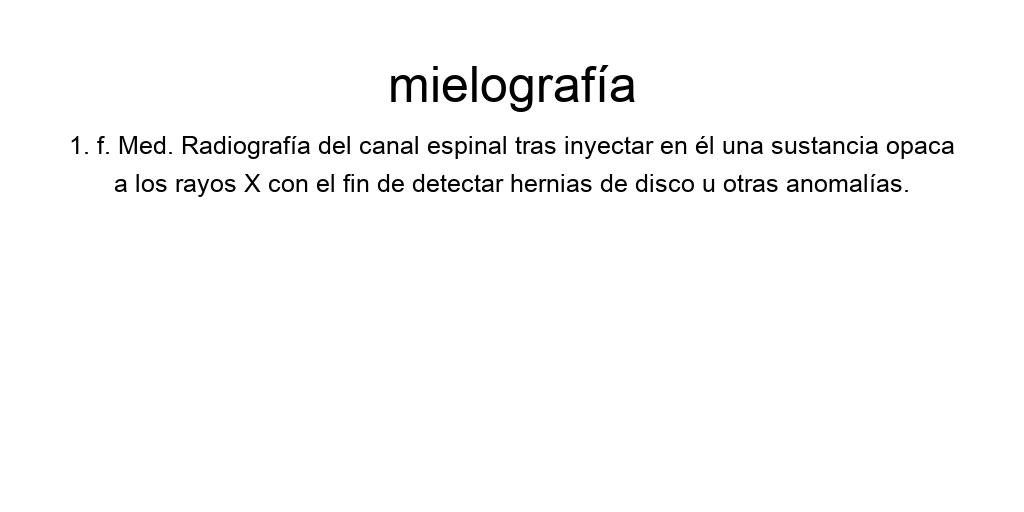 mielografía
1. f. Med. Radiografía del canal espinal tras inyectar en él una sustancia opaca
a los rayos X con el fin de detectar hernias de disco u otras anomalías.